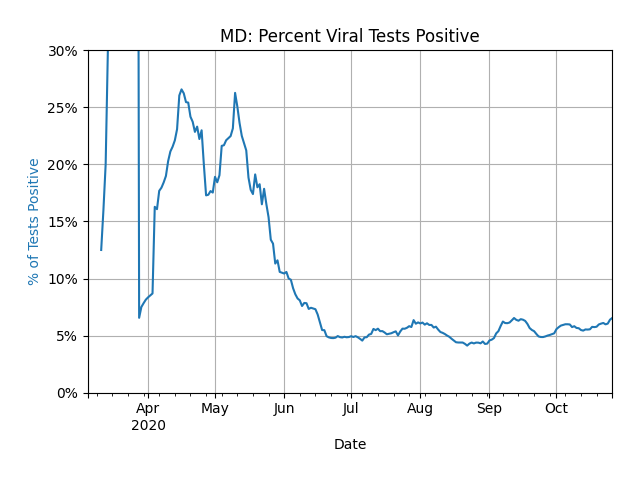 MD: Percent Viral Tests Positive
30%
25%
20%
15%
10%
5%
0%
% of Tests Positive
Apr May Jun Jul Aug Sep Oct
2020
Date